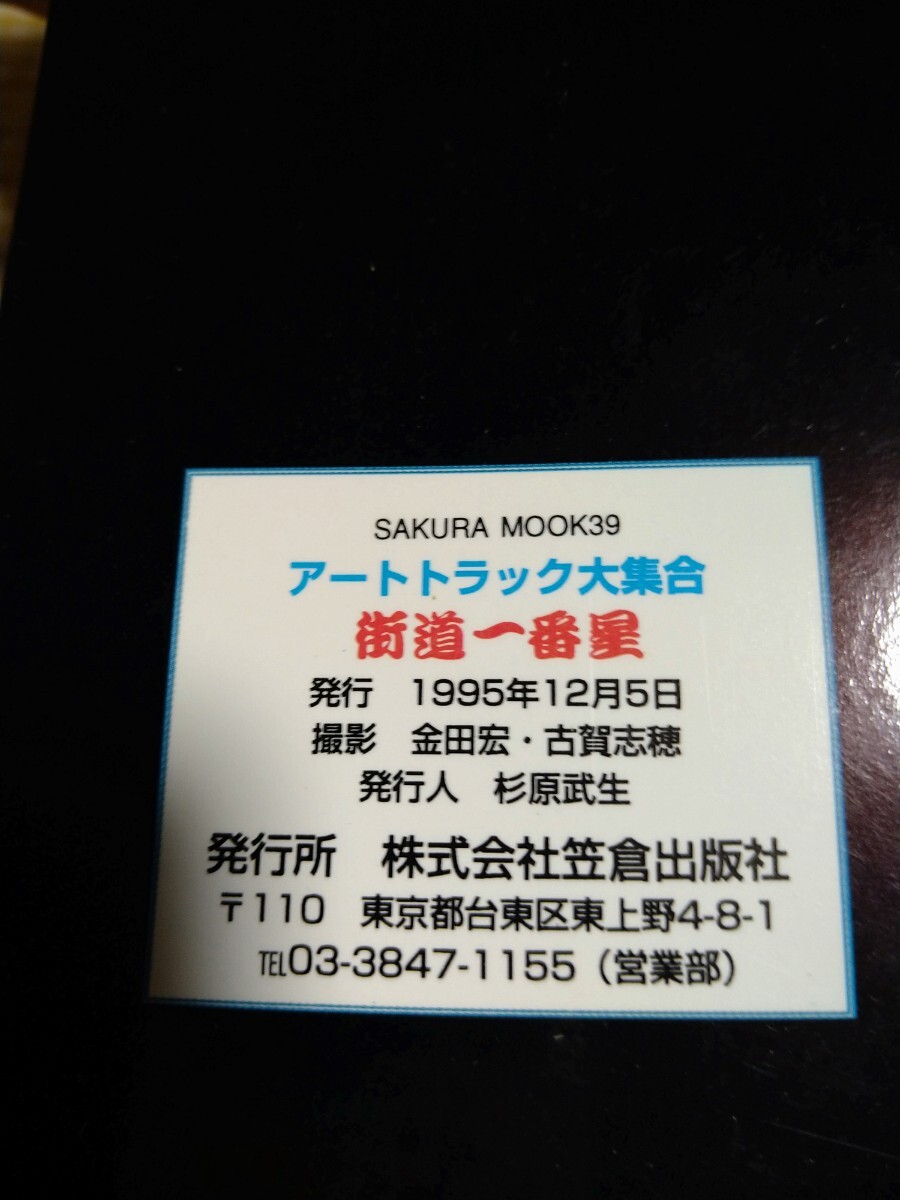 SAKURA MOOK39
アートトラック大集合
街道一番星
発行　1995年12月5日
撮影　金田宏・古賀志穂
発行人　杉原武生
発行所　株式会社笠倉出版社
〒110　東京都台東区東上野4-8-1
℡03-3847-1155（営業部）